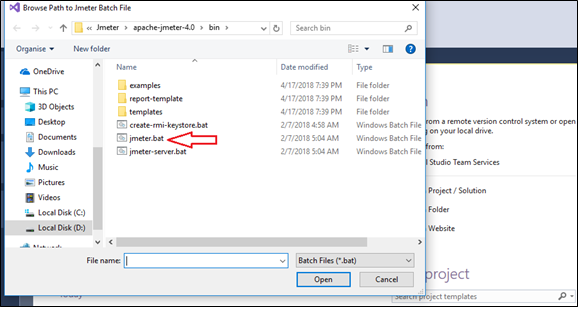 Browse Path to Jmeter Batch File
« Jmeter › apache-jmeter-4.0 › bin ›
Search bin
Organise
New folder
Name
Date modified
Type
OneDrive
This PC
3D Objects
Desktop
Documents
Downloads
Music
Pictures
Videos
Local Disk (C:)
Local Disk (D:)
examples 4/17/2018 7:39 PM File folder
report-template 4/17/2018 7:39 PM File folder
templates 4/17/2018 7:39 PM File folder
create-rmi-keystore.bat 2/7/2018 4:58 AM Windows Batch File
jmeter.bat 2/7/2018 5:04 AM Windows Batch File
jmeter-server.bat 2/7/2018 5:04 AM Windows Batch File
File name:
Batch Files (*.bat)
Open
Cancel
from a remote version control system or open
on your local drive.
from:
Studio Team Services
Project / Solution
Folder
Website
project
Search project templates